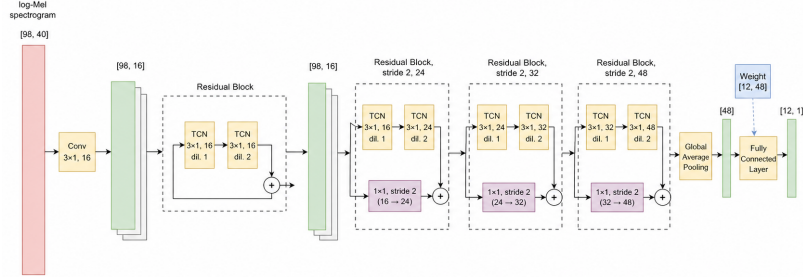 log-Mel
spectrogram
[98, 40]
Conv
3×1, 16
[98, 16]
Residual Block
TCN
3×1, 16
dil. 1
TCN
3×1, 16
dil. 2
+
[98, 16]
Residual Block,
stride 2, 24
TCN
3×1, 16
dil. 1
TCN
3×1, 24
dil. 2
1×1, stride 2
(16 → 24)
+
Residual Block,
stride 2, 32
TCN
3×1, 24
dil. 1
TCN
3×1, 32
dil. 2
1×1, stride 2
(24 → 32)
+
Residual Block,
stride 2, 48
TCN
3×1, 32
dil. 1
TCN
3×1, 48
dil. 2
1×1, stride 2
(32 → 48)
+
Global
Average
Pooling
[48]
Weight
[12, 48]
Fully
Connected
Layer
[12, 1]